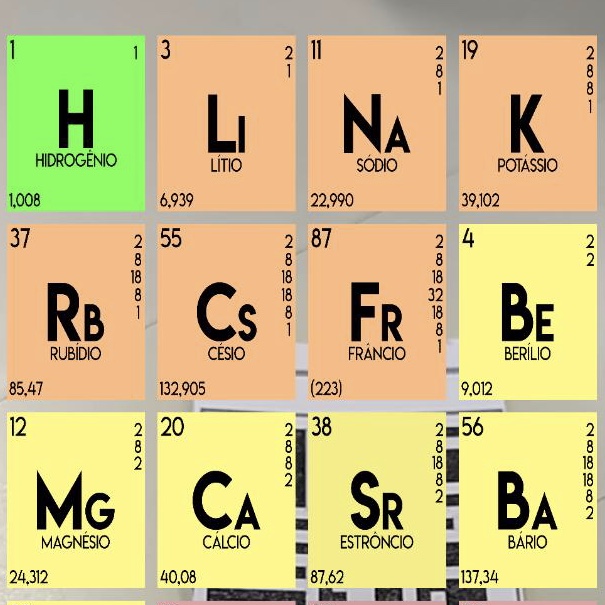 1 1
H
HIDROGÊNIO
1,008
3 2
1
LI
LÍTIO
6,939
11 2
8
1
NA
SÓDIO
22,990
19 2
8
8
1
K
POTÁSSIO
39,102
37 2
8
18
8
1
RB
RUBÍDIO
85,47
55 2
8
18
18
8
1
CS
CÉSIO
132,905
87 2
8
18
32
18
8
1
FR
FRÂNCIO
(223)
4 2
2
BE
BERÍLIO
9,012
12 2
8
2
MG
MAGNÉSIO
24,312
20 2
8
8
2
CA
CÁLCIO
40,08
38 2
8
18
8
2
SR
ESTRÔNCIO
87,62
56 2
8
18
18
8
2
BA
BÁRIO
137,34